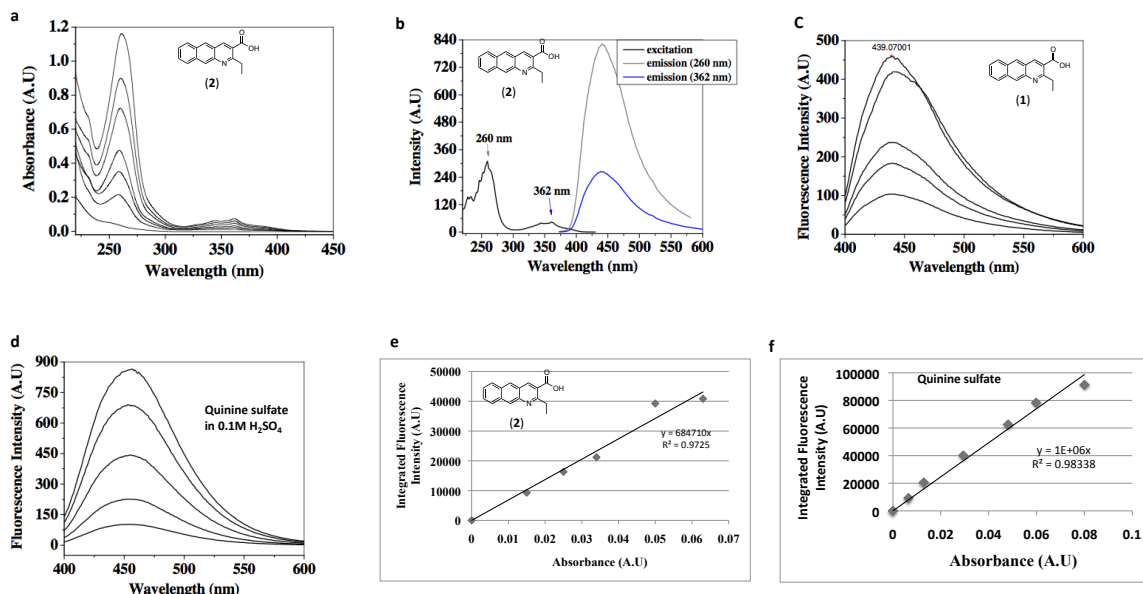 a
1.2
1.0
0.8
0.6
0.4
0.2
0.0
Absorbance (A.U)
O
OH
N
(2)
250 300 350 400 450
Wavelength (nm)
b
840
720
600
480
360
240
120
0
Intensity (A.U)
O
OH
N
(2)
excitation
emission (260 nm)
emission (362 nm)
260 nm
362 nm
250 300 350 400 450 500 550 600
Wavelength (nm)
C
500
400
300
200
100
0
Fluorescence Intensity (A.U)
439.07001
O
OH
N
(1)
400 450 500 550 600
Wavelength (nm)
d
900
750
600
450
300
150
0
Fluorescence Intensity (A.U)
Quinine sulfate
in 0.1M H₂SO₄
400 450 500 550 600
Wavelength (nm)
e
50000
40000
30000
20000
10000
0
Integrated Fluorescence
Intensity (A.U)
O
OH
N
(2)
y = 684710x
R² = 0.9725
0 0.01 0.02 0.03 0.04 0.05 0.06 0.07
Absorbance (A.U)
f
100000
80000
60000
40000
20000
0
Integrated Fluorescence
Intensity (A.U)
Quinine sulfate
y = 1E+06x
R² = 0.98338
0 0.02 0.04 0.06 0.08 0.1
Absorbance (A.U)